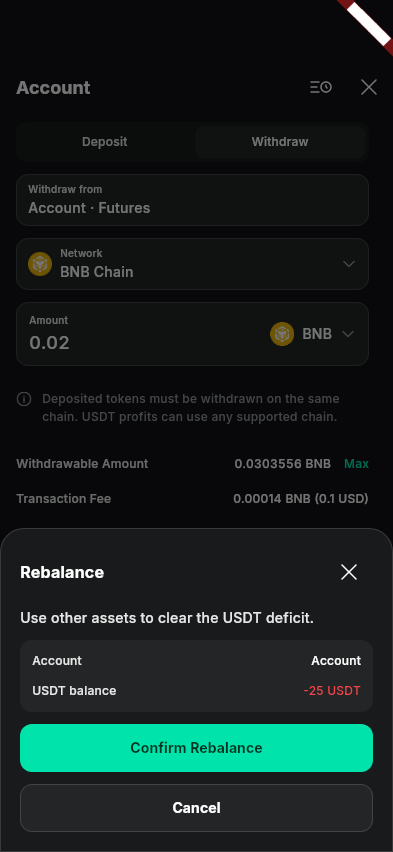 Account
Deposit
Withdraw
Withdraw from
Account · Futures
Network
BNB Chain
Amount
0.02
BNB
Deposited tokens must be withdrawn on the same
chain. USDT profits can use any supported chain.
Withdrawable Amount
0.0303556 BNB Max
Transaction Fee
0.00014 BNB (0.1 USD)
Rebalance
Use other assets to clear the USDT deficit.
Account
Account
USDT balance
-25 USDT
Confirm Rebalance
Cancel